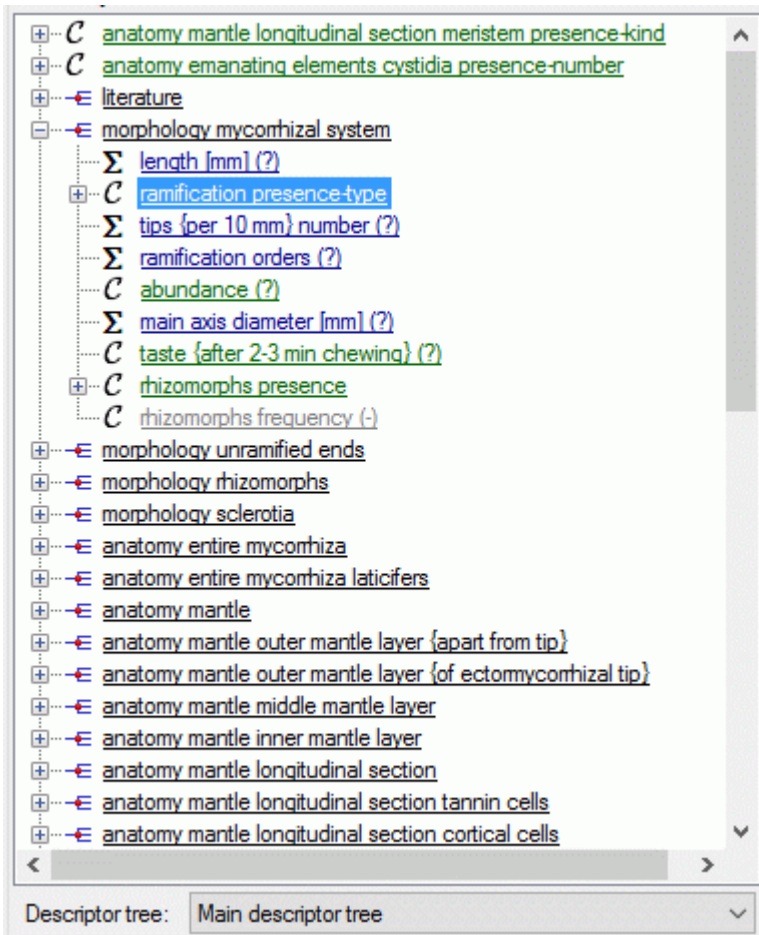 C anatomy mantle longitudinal section meristem presence-kind
C anatomy emanating elements cystidia presence-number
literature
morphology mycorrhizal system
Σ length [mm] (?)
C ramification presence-type
Σ tips {per 10 mm} number (?)
Σ ramification orders (?)
C abundance (?)
Σ main axis diameter [mm] (?)
C taste {after 2-3 min chewing} (?)
C rhizomorphs presence
C rhizomorphs frequency (-)
morphology unramified ends
morphology rhizomorphs
morphology sclerotia
anatomy entire mycorrhiza
anatomy entire mycorrhiza laticifers
anatomy mantle
anatomy mantle outer mantle layer {apart from tip}
anatomy mantle outer mantle layer {of ectomycorrhizal tip}
anatomy mantle middle mantle layer
anatomy mantle inner mantle layer
anatomy mantle longitudinal section
anatomy mantle longitudinal section tannin cells
anatomy mantle longitudinal section cortical cells
Descriptor tree: Main descriptor tree